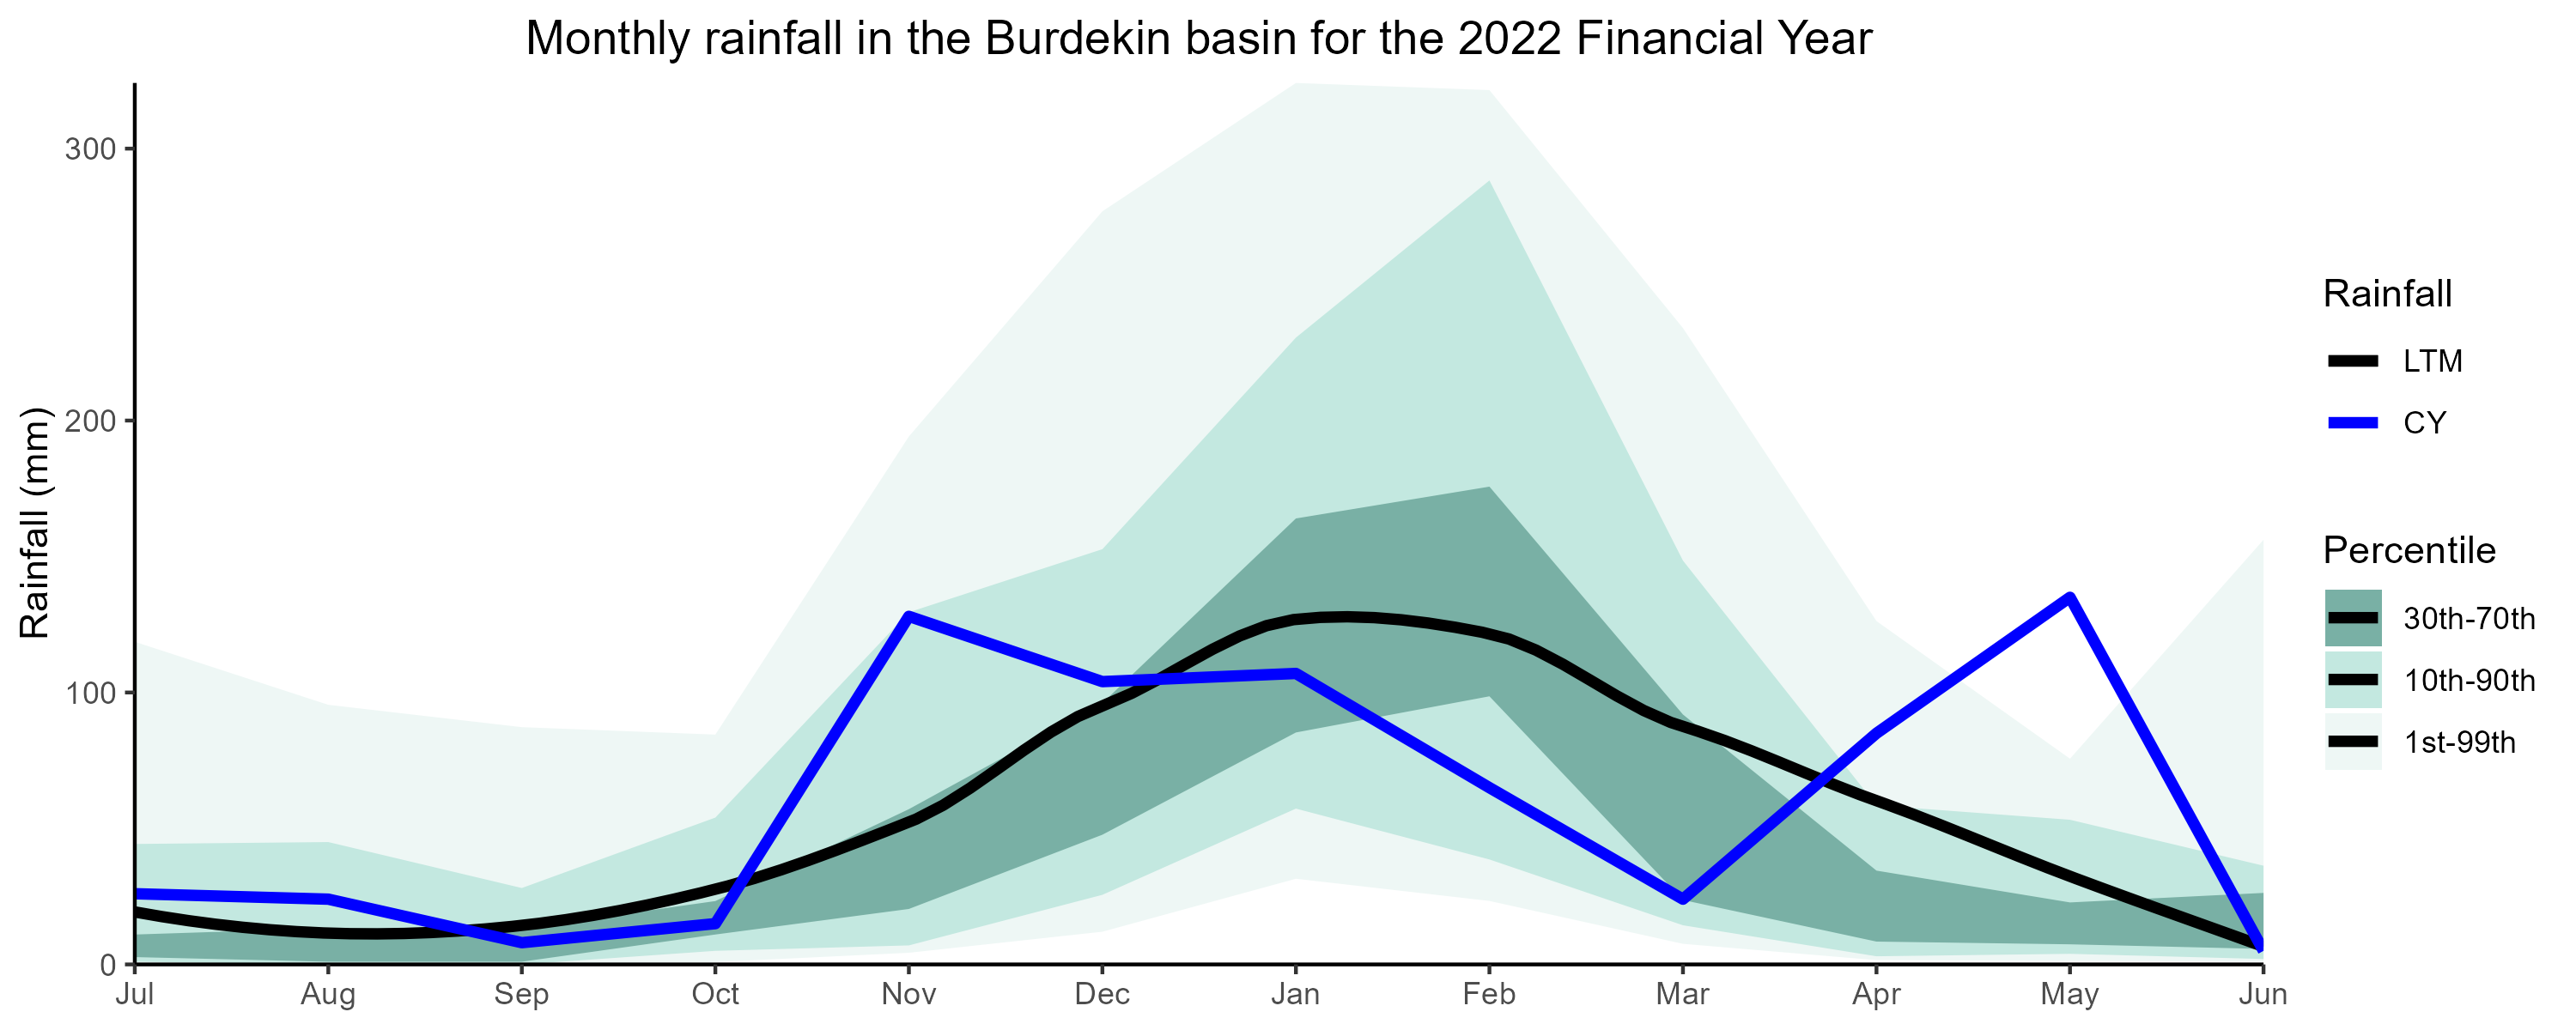 Monthly rainfall in the Burdekin basin for the 2022 Financial Year
Rainfall (mm)
300
200
100
0
Jul Aug Sep Oct Nov Dec Jan Feb Mar Apr May Jun
Rainfall
LTM
CY
Percentile
30th-70th
10th-90th
1st-99th